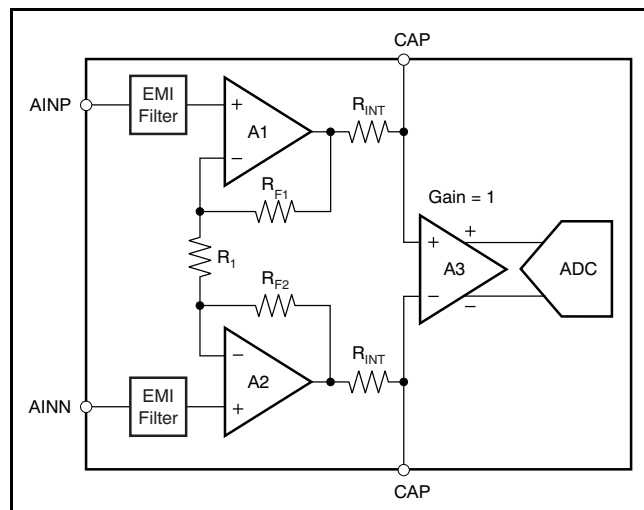 CAP
AINP
EMI
Filter
+
A1
−
R_INT
R_F1
Gain = 1
R_1
+
A3
−
+
−
ADC
R_F2
−
A2
+
R_INT
AINN
EMI
Filter
CAP